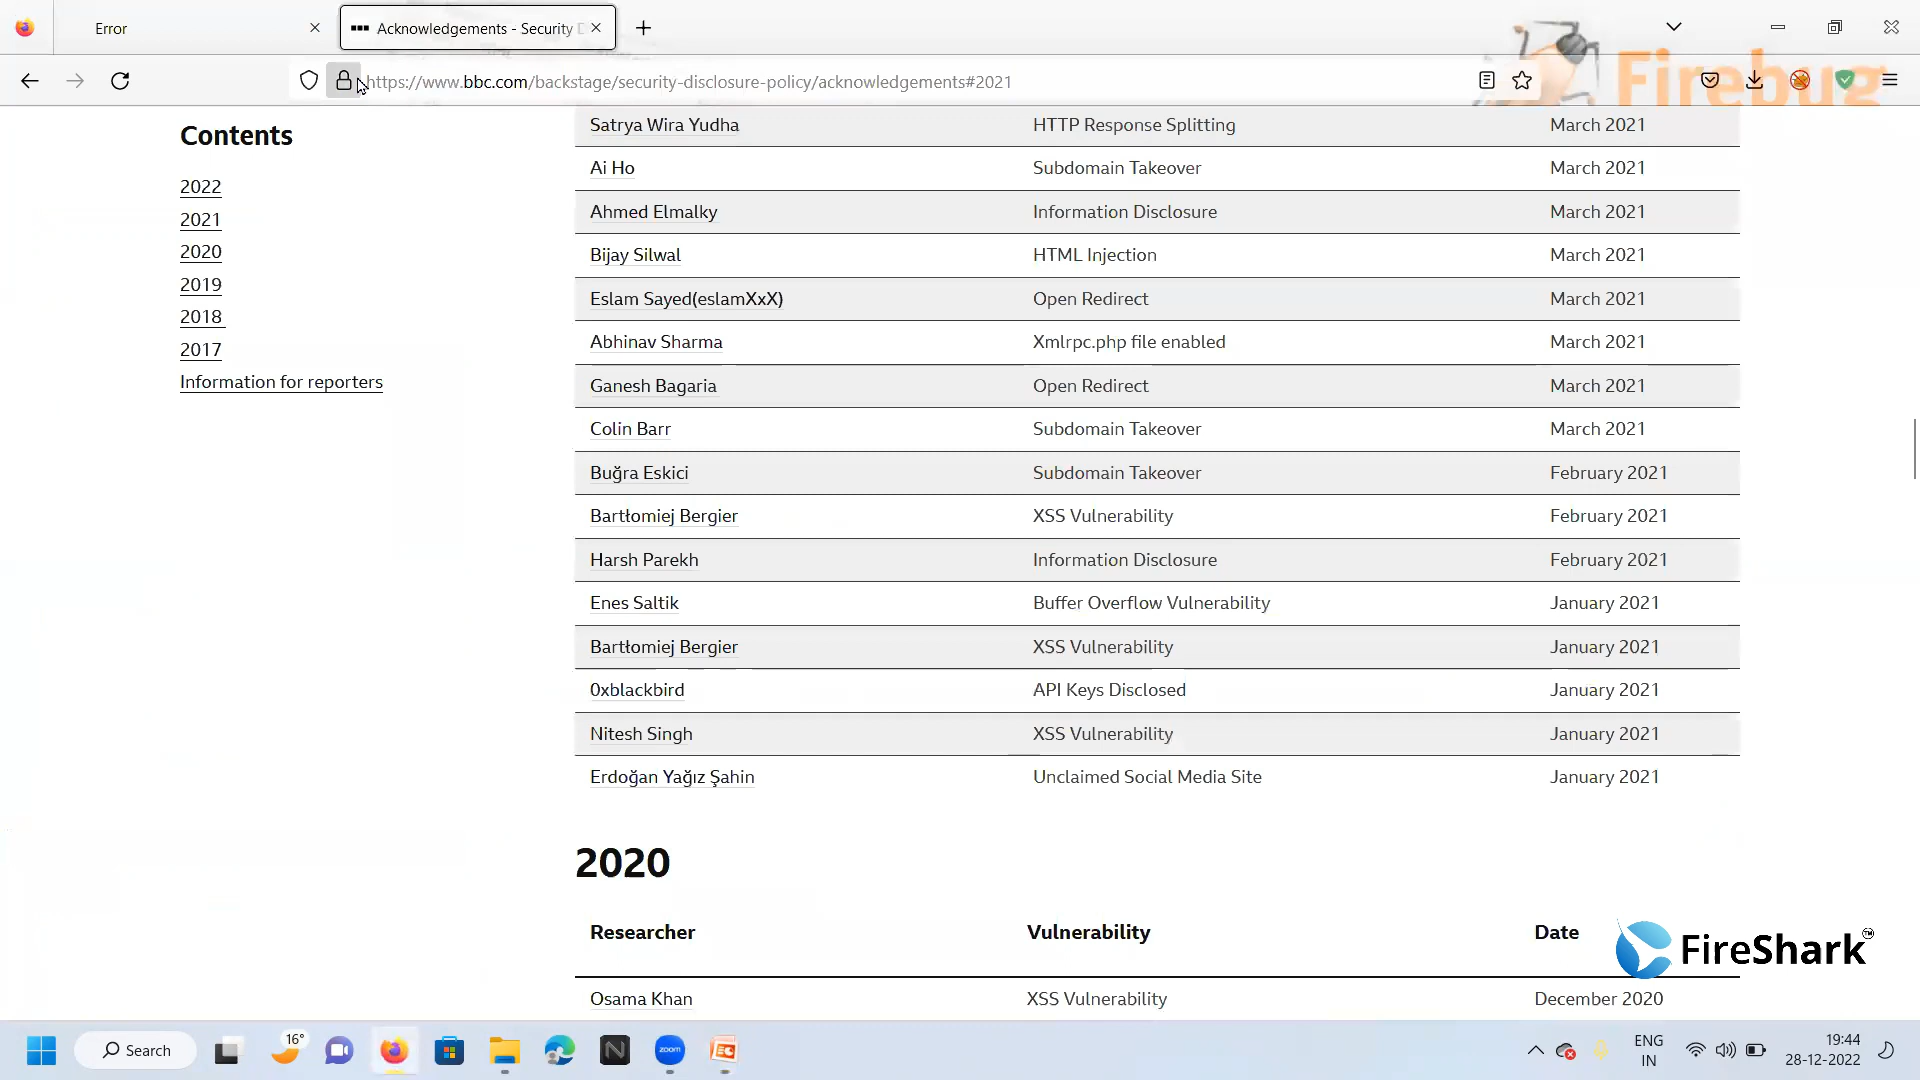 Error
Acknowledgements - Security D
https://www.bbc.com/backstage/security-disclosure-policy/acknowledgements#2021
Firebug
Contents
2022
2021
2020
2019
2018
2017
Information for reporters
Satrya Wira Yudha HTTP Response Splitting March 2021
Ai Ho Subdomain Takeover March 2021
Ahmed Elmalky Information Disclosure March 2021
Bijay Silwal HTML Injection March 2021
Eslam Sayed(eslamXxX) Open Redirect March 2021
Abhinav Sharma Xmlrpc.php file enabled March 2021
Ganesh Bagaria Open Redirect March 2021
Colin Barr Subdomain Takeover March 2021
Buğra Eskici Subdomain Takeover February 2021
Bartłomiej Bergier XSS Vulnerability February 2021
Harsh Parekh Information Disclosure February 2021
Enes Saltik Buffer Overflow Vulnerability January 2021
Bartłomiej Bergier XSS Vulnerability January 2021
0xblackbird API Keys Disclosed January 2021
Nitesh Singh XSS Vulnerability January 2021
Erdoğan Yağız Şahin Unclaimed Social Media Site January 2021
2020
Researcher Vulnerability Date
Osama Khan XSS Vulnerability December 2020
FireShark™
Search
16°
zoom
ENG
IN
19:44
28-12-2022